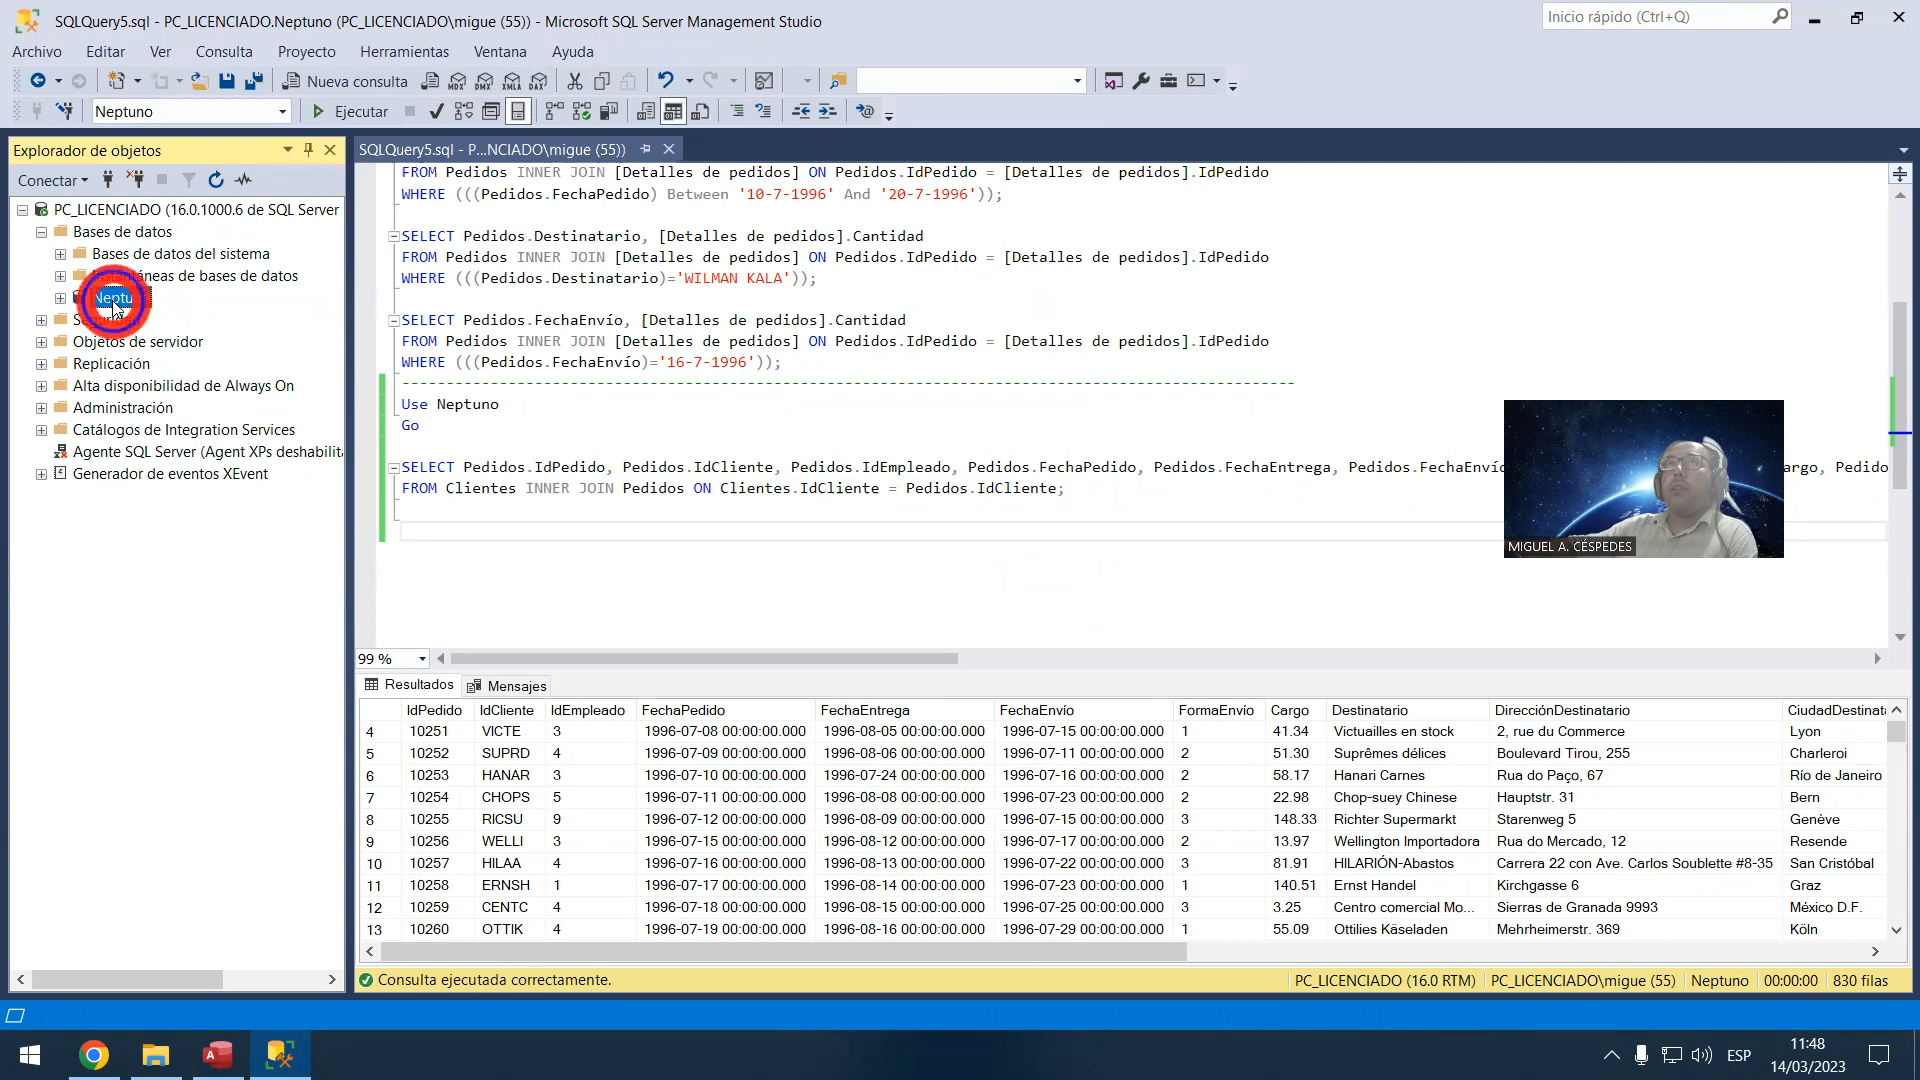 SQLQuery5.sql - PC_LICENCIADO.Neptuno (PC_LICENCIADO\migue (55)) - Microsoft SQL Server Management Studio
Inicio rápido (Ctrl+Q)
Archivo Editar Ver Consulta Proyecto Herramientas Ventana Ayuda
Nueva consulta
MDX DMX XMLA DAX
Neptuno
Ejecutar
Explorador de objetos
SQLQuery5.sql - P...NCIADO\migue (55))
Conectar
PC_LICENCIADO (16.0.1000.6 de SQL Server
Bases de datos
Bases de datos del sistema
Instantáneas de bases de datos
Neptu
Segurid
Objetos de servidor
Replicación
Alta disponibilidad de Always On
Administración
Catálogos de Integration Services
Agente SQL Server (Agent XPs deshabilita
Generador de eventos XEvent
FROM Pedidos INNER JOIN [Detalles de pedidos] ON Pedidos.IdPedido = [Detalles de pedidos].IdPedido
WHERE (((Pedidos.FechaPedido) Between '10-7-1996' And '20-7-1996'));
SELECT Pedidos.Destinatario, [Detalles de pedidos].Cantidad
FROM Pedidos INNER JOIN [Detalles de pedidos] ON Pedidos.IdPedido = [Detalles de pedidos].IdPedido
WHERE (((Pedidos.Destinatario)='WILMAN KALA'));
SELECT Pedidos.FechaEnvío, [Detalles de pedidos].Cantidad
FROM Pedidos INNER JOIN [Detalles de pedidos] ON Pedidos.IdPedido = [Detalles de pedidos].IdPedido
WHERE (((Pedidos.FechaEnvío)='16-7-1996'));
Use Neptuno
Go
SELECT Pedidos.IdPedido, Pedidos.IdCliente, Pedidos.IdEmpleado, Pedidos.FechaPedido, Pedidos.FechaEntrega, Pedidos.FechaEnvío argo, Pedido
FROM Clientes INNER JOIN Pedidos ON Clientes.IdCliente = Pedidos.IdCliente;
MIGUEL A. CÉSPEDES
99 %
Resultados Mensajes
IdPedido IdCliente IdEmpleado FechaPedido FechaEntrega FechaEnvío FormaEnvío Cargo Destinatario DirecciónDestinatario CiudadDestinata
4 10251 VICTE 3 1996-07-08 00:00:00.000 1996-08-05 00:00:00.000 1996-07-15 00:00:00.000 1 41.34 Victuailles en stock 2, rue du Commerce Lyon
5 10252 SUPRD 4 1996-07-09 00:00:00.000 1996-08-06 00:00:00.000 1996-07-11 00:00:00.000 2 51.30 Suprêmes délices Boulevard Tirou, 255 Charleroi
6 10253 HANAR 3 1996-07-10 00:00:00.000 1996-07-24 00:00:00.000 1996-07-16 00:00:00.000 2 58.17 Hanari Carnes Rua do Paço, 67 Río de Janeiro
7 10254 CHOPS 5 1996-07-11 00:00:00.000 1996-08-08 00:00:00.000 1996-07-23 00:00:00.000 2 22.98 Chop-suey Chinese Hauptstr. 31 Bern
8 10255 RICSU 9 1996-07-12 00:00:00.000 1996-08-09 00:00:00.000 1996-07-15 00:00:00.000 3 148.33 Richter Supermarkt Starenweg 5 Genève
9 10256 WELLI 3 1996-07-15 00:00:00.000 1996-08-12 00:00:00.000 1996-07-17 00:00:00.000 2 13.97 Wellington Importadora Rua do Mercado, 12 Resende
10 10257 HILAA 4 1996-07-16 00:00:00.000 1996-08-13 00:00:00.000 1996-07-22 00:00:00.000 3 81.91 HILARIÓN-Abastos Carrera 22 con Ave. Carlos Soublette #8-35 San Cristóbal
11 10258 ERNSH 1 1996-07-17 00:00:00.000 1996-08-14 00:00:00.000 1996-07-23 00:00:00.000 1 140.51 Ernst Handel Kirchgasse 6 Graz
12 10259 CENTC 4 1996-07-18 00:00:00.000 1996-08-15 00:00:00.000 1996-07-25 00:00:00.000 3 3.25 Centro comercial Mo... Sierras de Granada 9993 México D.F.
13 10260 OTTIK 4 1996-07-19 00:00:00.000 1996-08-16 00:00:00.000 1996-07-29 00:00:00.000 1 55.09 Ottilies Käseladen Mehrheimerstr. 369 Köln
Consulta ejecutada correctamente.
PC_LICENCIADO (16.0 RTM) PC_LICENCIADO\migue (55) Neptuno 00:00:00 830 filas
ESP
11:48
14/03/2023